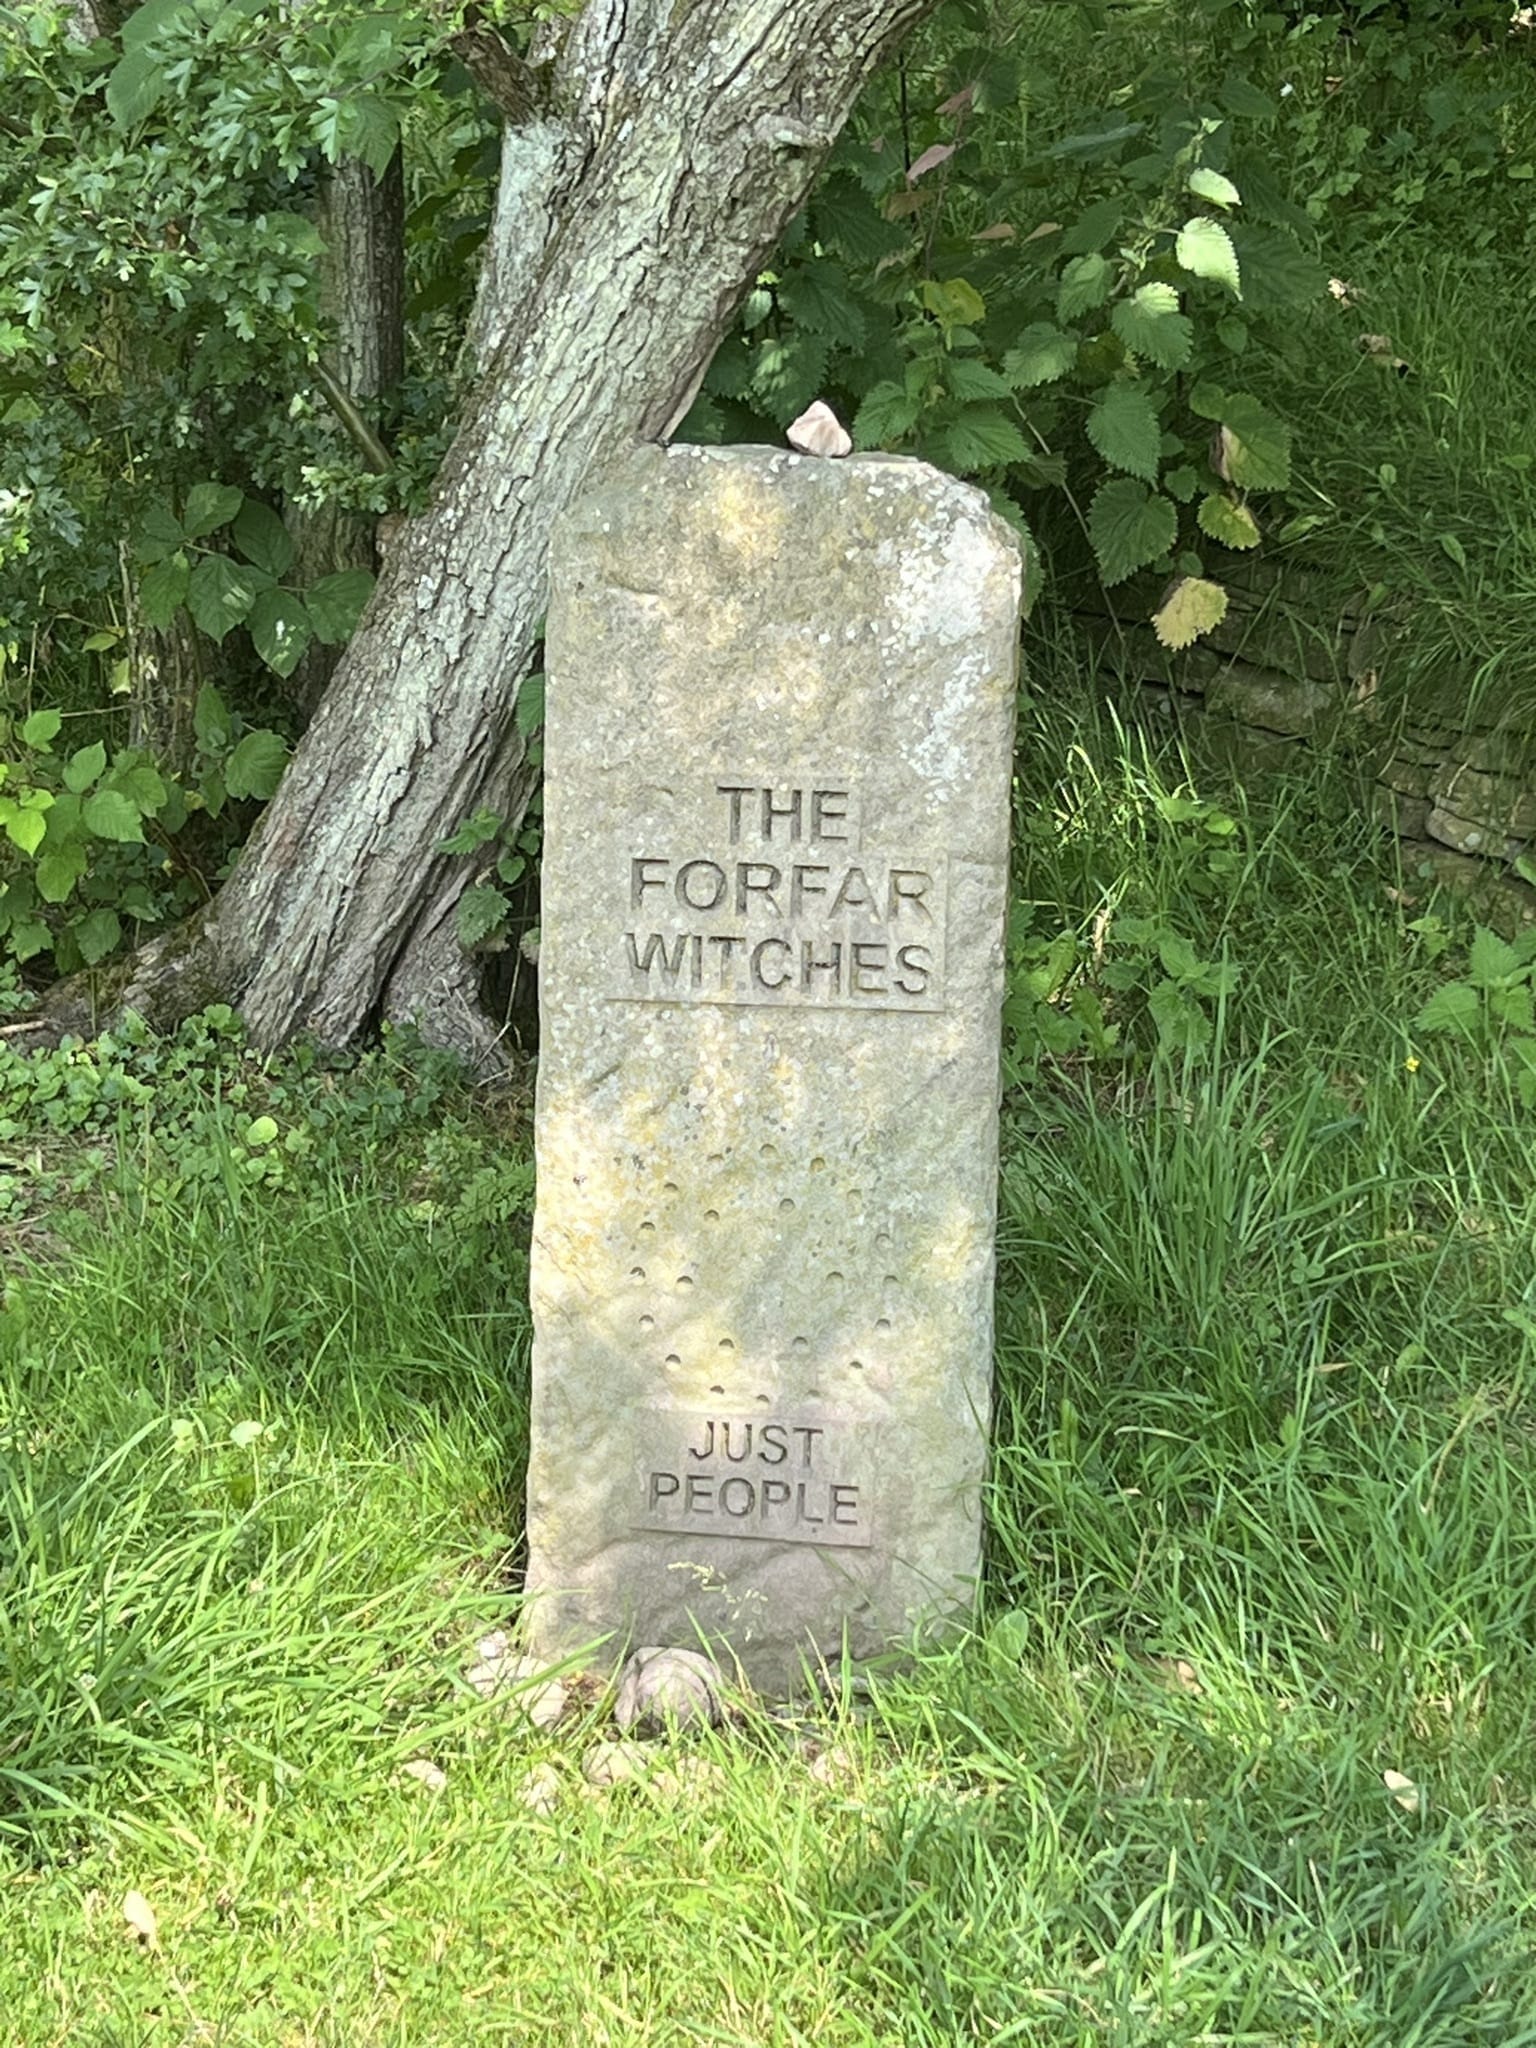 THE
FORFAR
WITCHES
JUST
PEOPLE